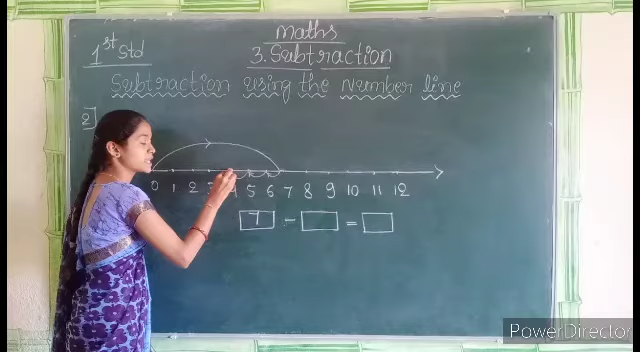 maths
1st Std
3. Subtraction
Subtraction using the Number line
2]
0 1 2 3 4 5 6 7 8 9 10 11 12
7 - =
PowerDirector